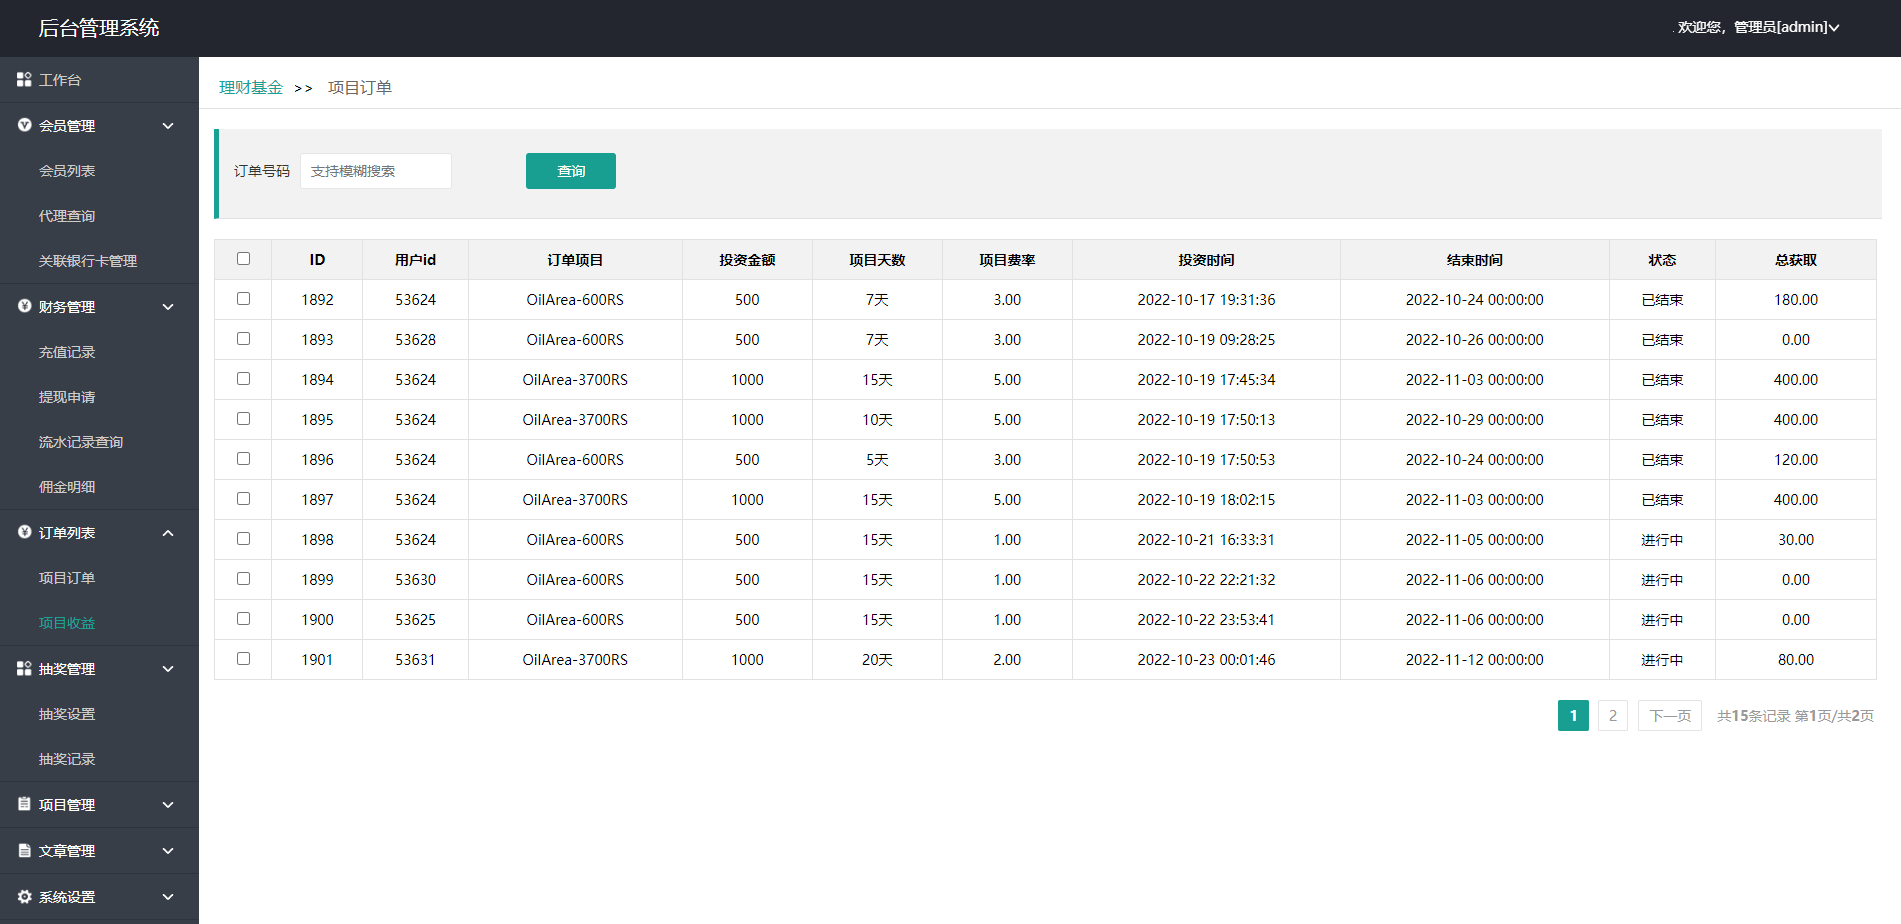 后台管理系统
欢迎您，管理员[admin]
工作台
会员管理
会员列表
代理查询
关联银行卡管理
财务管理
充值记录
提现申请
流水记录查询
佣金明细
订单列表
项目订单
项目收益
抽奖管理
抽奖设置
抽奖记录
项目管理
文章管理
系统设置
理财基金 >> 项目订单
订单号码 支持模糊搜索 查询
ID 用户id 订单项目 投资金额 项目天数 项目费率 投资时间 结束时间 状态 总获取
1892 53624 OilArea-600RS 500 7天 3.00 2022-10-17 19:31:36 2022-10-24 00:00:00 已结束 180.00
1893 53628 OilArea-600RS 500 7天 3.00 2022-10-19 09:28:25 2022-10-26 00:00:00 已结束 0.00
1894 53624 OilArea-3700RS 1000 15天 5.00 2022-10-19 17:45:34 2022-11-03 00:00:00 已结束 400.00
1895 53624 OilArea-3700RS 1000 10天 5.00 2022-10-19 17:50:13 2022-10-29 00:00:00 已结束 400.00
1896 53624 OilArea-600RS 500 5天 3.00 2022-10-19 17:50:53 2022-10-24 00:00:00 已结束 120.00
1897 53624 OilArea-3700RS 1000 15天 5.00 2022-10-19 18:02:15 2022-11-03 00:00:00 已结束 400.00
1898 53624 OilArea-600RS 500 15天 1.00 2022-10-21 16:33:31 2022-11-05 00:00:00 进行中 30.00
1899 53630 OilArea-600RS 500 15天 1.00 2022-10-22 22:21:32 2022-11-06 00:00:00 进行中 0.00
1900 53625 OilArea-600RS 500 15天 1.00 2022-10-22 23:53:41 2022-11-06 00:00:00 进行中 0.00
1901 53631 OilArea-3700RS 1000 20天 2.00 2022-10-23 00:01:46 2022-11-12 00:00:00 进行中 80.00
1 2 下一页 共15条记录 第1页/共2页